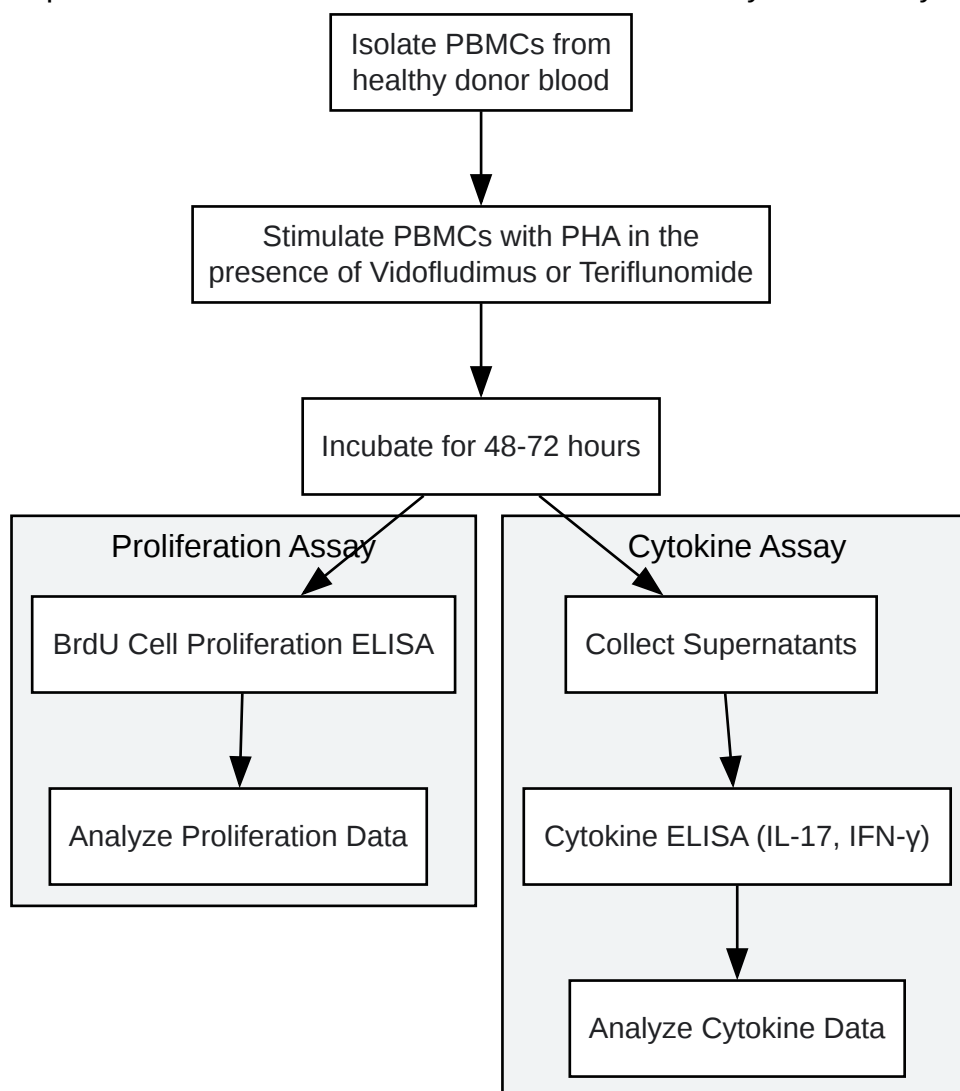 Isolate PBMCs from
healthy donor blood
Stimulate PBMCs with PHA in the
presence of Vidofludimus or Teriflunomide
Incubate for 48-72 hours
Proliferation Assay
BrdU Cell Proliferation ELISA
Analyze Proliferation Data
Cytokine Assay
Collect Supernatants
Cytokine ELISA (IL-17, IFN-γ)
Analyze Cytokine Data